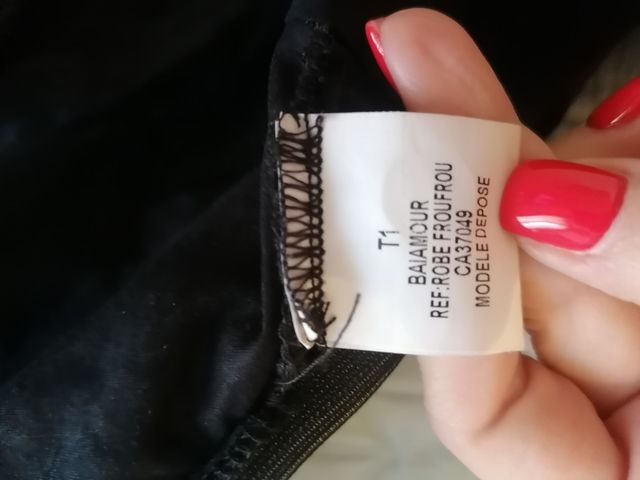 T1
BAIAMOUR
REF:ROBE FROUFROU
CA37049
MODELE DEPOSE